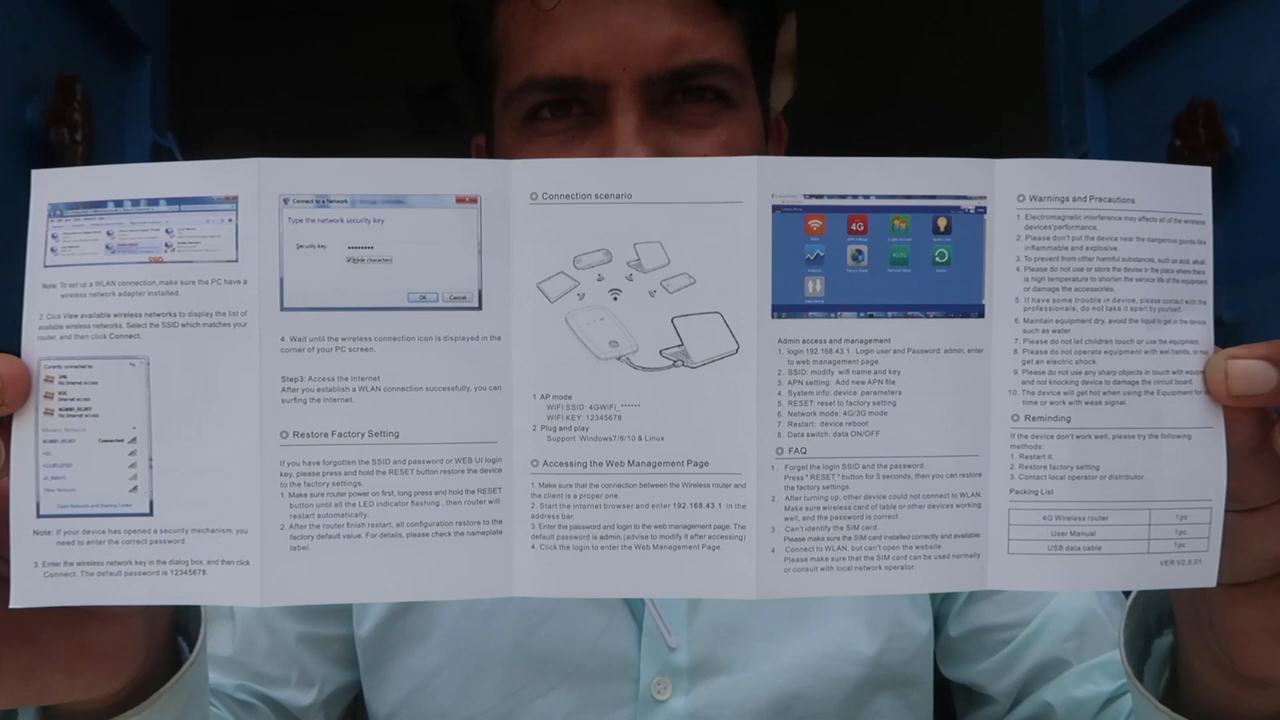 Note: To set up a WLAN connection, make sure the PC have a
wireless network adapter installed.
2. Click View available wireless networks to display the list of
available wireless networks. Select the SSID which matches your
router, and then click Connect.
Currently connected to:
No Internet access
No Internet access
No Internet access
Connected
Other Network
Open Network and Sharing Center
Note: If your device has opened a security mechanism, you
need to enter the correct password.
3. Enter the wireless network key in the dialog box, and then click
Connect. The default password is 12345678.
Connect to a Network
Type the network security key
Security key:
Hide characters
OK
Cancel
4. Wait until the wireless connection icon is displayed in the
corner of your PC screen.
Step3: Access the Internet
After you establish a WLAN connection successfully, you can
surfing the internet.
Restore Factory Setting
If you have forgotten the SSID and password or WEB UI login
key, please press and hold the RESET button restore the device
to the factory settings.
1. Make sure router power on first, long press and hold the RESET
button until all the LED indicator flashing , then router will
restart automatically.
2. After the router finish restart, all configuration restore to the
factory default value. For details, please check the nameplate
label.
Connection scenario
1 AP mode
WIFI SSID: 4GWiFi_******
WIFI KEY: 12345678
2 Plug and play
Support Windows7/8/10 & Linux
Accessing the Web Management Page
1. Make sure that the connection between the Wireless router and
the client is a proper one.
2. Start the internet browser and enter 192.168.43.1 in the
address bar.
3. Enter the password and login to the web management page. The
default password is admin.(advise to modify it after accessing)
4. Click the login to enter the Web Management Page.
4G
Admin access and management
1. login 192.168.43.1 . Login user and Password: admin, enter
to web management page.
2. SSID: modify wifi name and key
3. APN setting: Add new APN file
4. System info: device parameters
5. RESET: reset to factory setting
6. Network mode: 4G/3G mode
7. Restart: device reboot
8. Data switch: data ON/OFF
FAQ
1. Forget the login SSID and the password.
Press " RESET " button for 5 seconds, then you can restore
the factory settings.
2. After turning up, other device could not connect to WLAN.
Make sure wireless card of table or other devices working
well, and the password is correct
3. Can't identify the SIM card.
Please make sure the SIM card installed correctly and available
4 Connect to WLAN, but can't open the website.
Please make sure that the SIM card can be used normally
or consult with local network operator.
Warnings and Precautions
1. Electromagnetic interference may affects all of the wireless
devices'performance.
2. Please don't put the device near the dangerous goods like
inflammable and explosive.
3. To prevent from other harmful substances, such as acid, alkali.
4. Please do not use or store the device in the place where there
is high temperature to shorten the service life of the equipment
or damage the accessories.
5. If have some trouble in device, please contact with the
professionals, do not take it apart by yourself.
6. Maintain equipment dry, avoid the liquid to get in the device
such as water.
7. Please do not let children touch or use the equipment.
8. Please do not operate equipment with wet hands, or may
get an electric shock.
9. Please do not use any sharp objects in touch with equipment
and not knocking device to damage the circuit board.
10. The device will get hot when using the Equipment for
time or work with weak signal.
Reminding
If the device don't work well, please try the following
methods:
1. Restart it.
2. Restore factory setting
3. Contact local operator or distributor.
Packing List
4G Wireless router 1pc
User Manual 1pc
USB data cable 1pc
VER:V2.0.01